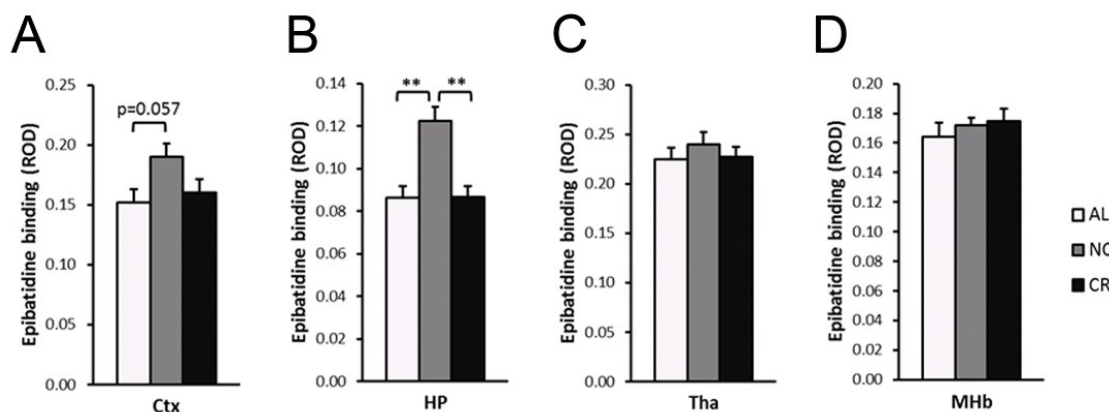 A
B
C
D
Epibatidine binding (ROD)
0.25
0.20
0.15
0.10
0.05
0.00
p=0.057
Ctx
Epibatidine binding (ROD)
0.14
0.12
0.10
0.08
0.06
0.04
0.02
0.00
** **
HP
Epibatidine binding (ROD)
0.30
0.25
0.20
0.15
0.10
0.05
0.00
Tha
Epibatidine binding (ROD)
0.20
0.18
0.16
0.14
0.12
0.10
0.08
0.06
0.04
0.02
0.00
MHb
AL
CR